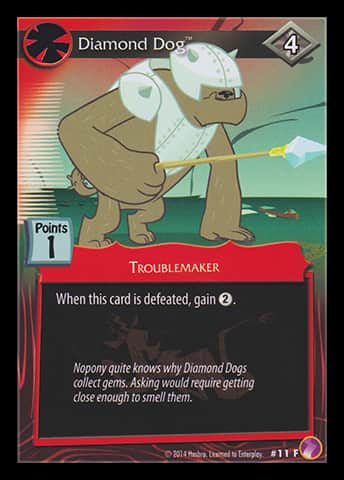 Diamond Dog™
4
Points
1
TROUBLEMAKER
When this card is defeated, gain 2.
Nopony quite knows why Diamond Dogs
collect gems. Asking would require getting
close enough to smell them.
© 2014 Hasbro. Licensed to Enterplay.
#11 F